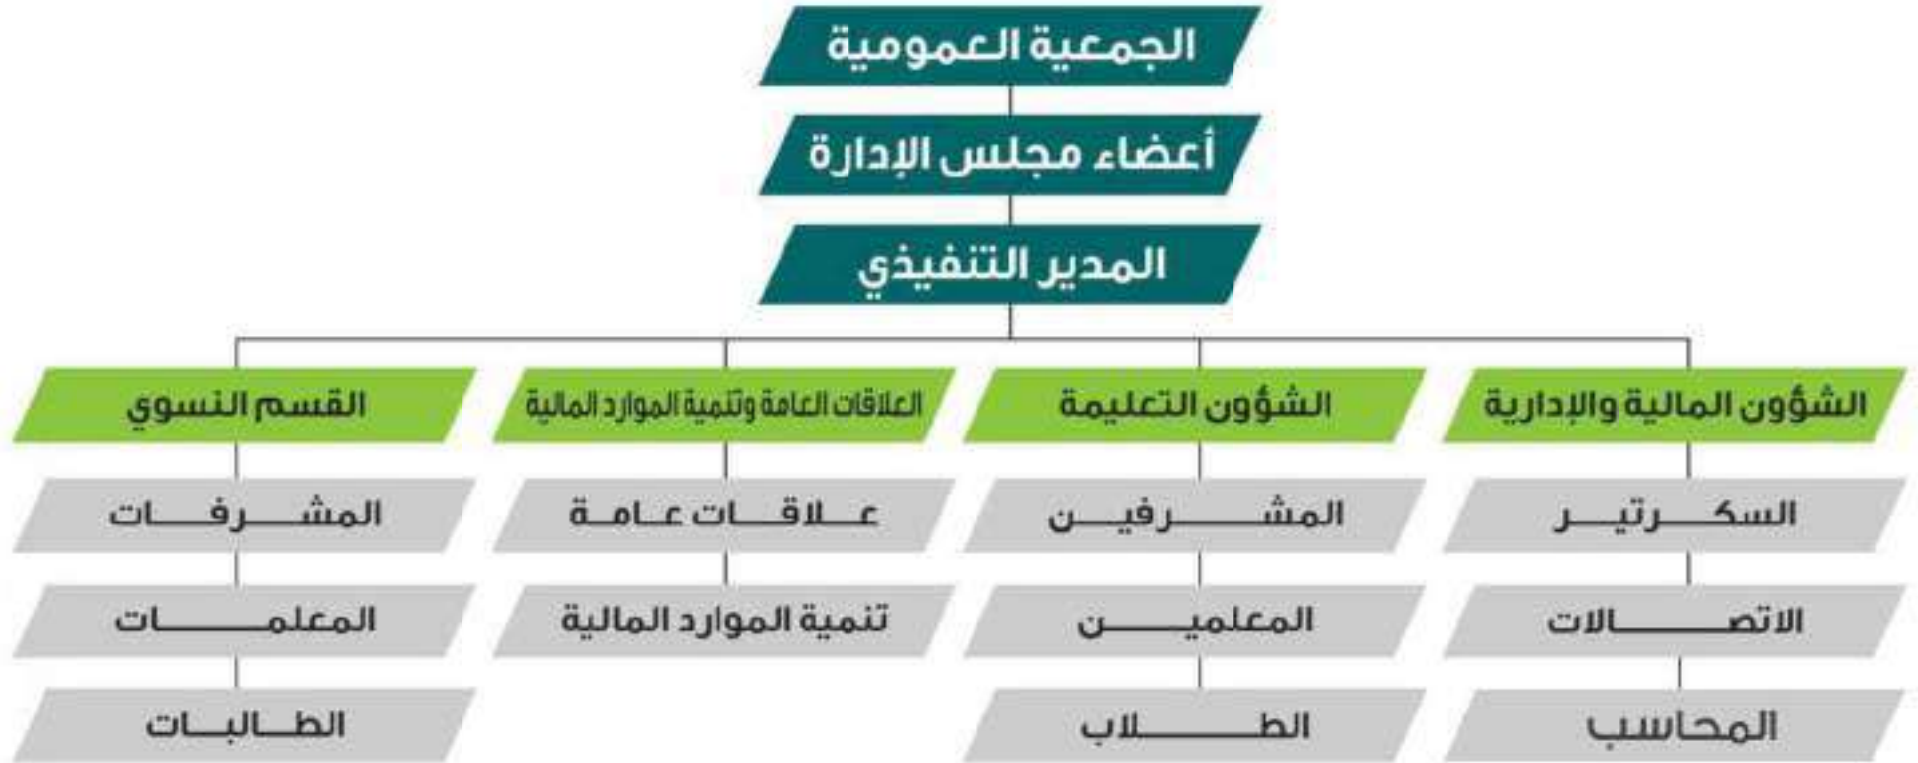 الجمعية العمومية
أعضاء مجلس الإدارة
المدير التنفيذي
الشؤون المالية والإدارية
الشؤون التعليمة
العلاقات العامة وتنمية الموارد المالية
القسم النسوي
السكرتير
المشرفين
علاقات عامة
المشرفات
الاتصالات
المعلمين
تنمية الموارد المالية
المعلمات
المحاسب
الطلاب
الطالبات